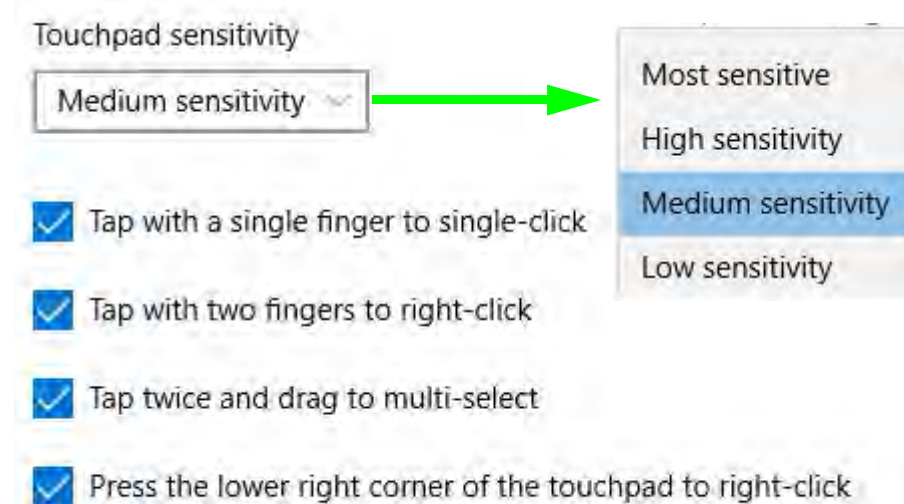 Touchpad sensitivity
Medium sensitivity
Most sensitive
High sensitivity
Medium sensitivity
Low sensitivity
Tap with a single finger to single-click
Tap with two fingers to right-click
Tap twice and drag to multi-select
Press the lower right corner of the touchpad to right-click